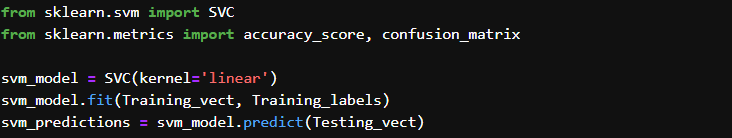 from sklearn.svm import SVC
from sklearn.metrics import accuracy_score, confusion_matrix
svm_model = SVC(kernel='linear')
svm_model.fit(Training_vect, Training_labels)
svm_predictions = svm_model.predict(Testing_vect)